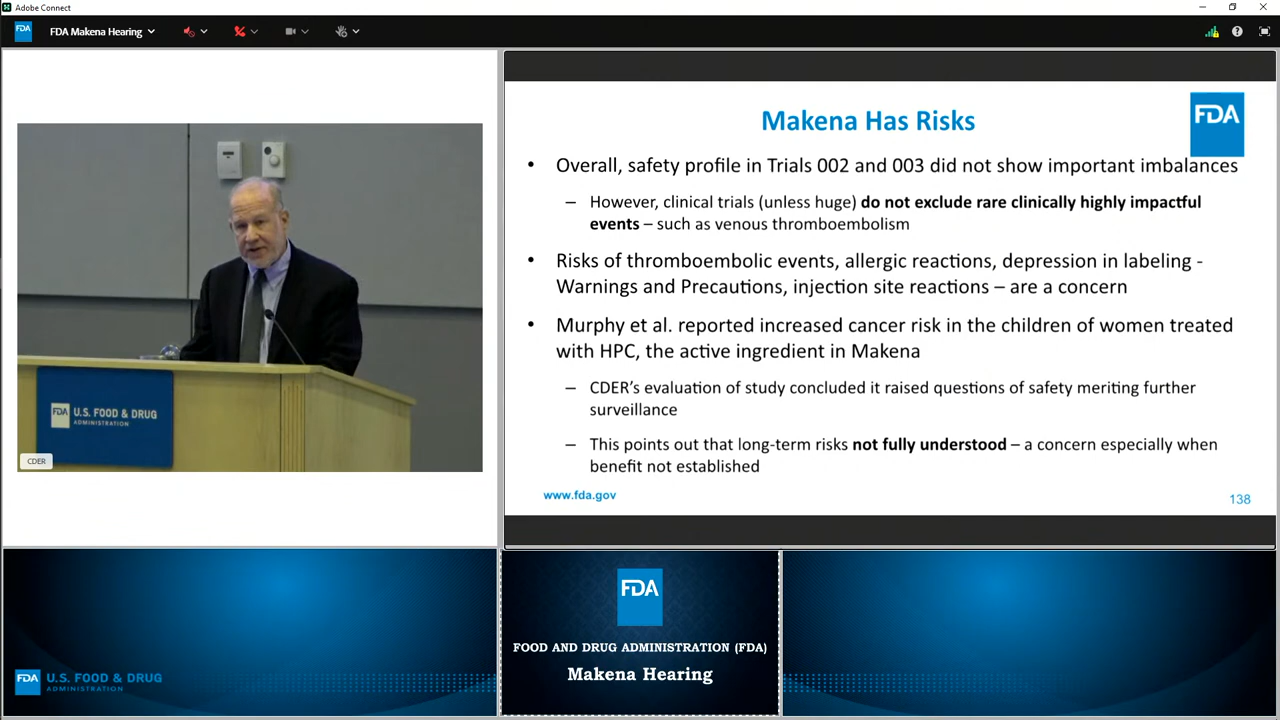 Adobe Connect
FDA
FDA Makena Hearing
Makena Has Risks
FDA
• Overall, safety profile in Trials 002 and 003 did not show important imbalances
– However, clinical trials (unless huge) do not exclude rare clinically highly impactful
events – such as venous thromboembolism
• Risks of thromboembolic events, allergic reactions, depression in labeling -
Warnings and Precautions, injection site reactions – are a concern
• Murphy et al. reported increased cancer risk in the children of women treated
with HPC, the active ingredient in Makena
– CDER’s evaluation of study concluded it raised questions of safety meriting further
surveillance
– This points out that long-term risks not fully understood – a concern especially when
benefit not established
www.fda.gov
138
FDA U.S. FOOD & DRUG
ADMINISTRATION
CDER
FDA U.S. FOOD & DRUG
ADMINISTRATION
FDA
FOOD AND DRUG ADMINISTRATION (FDA)
Makena Hearing